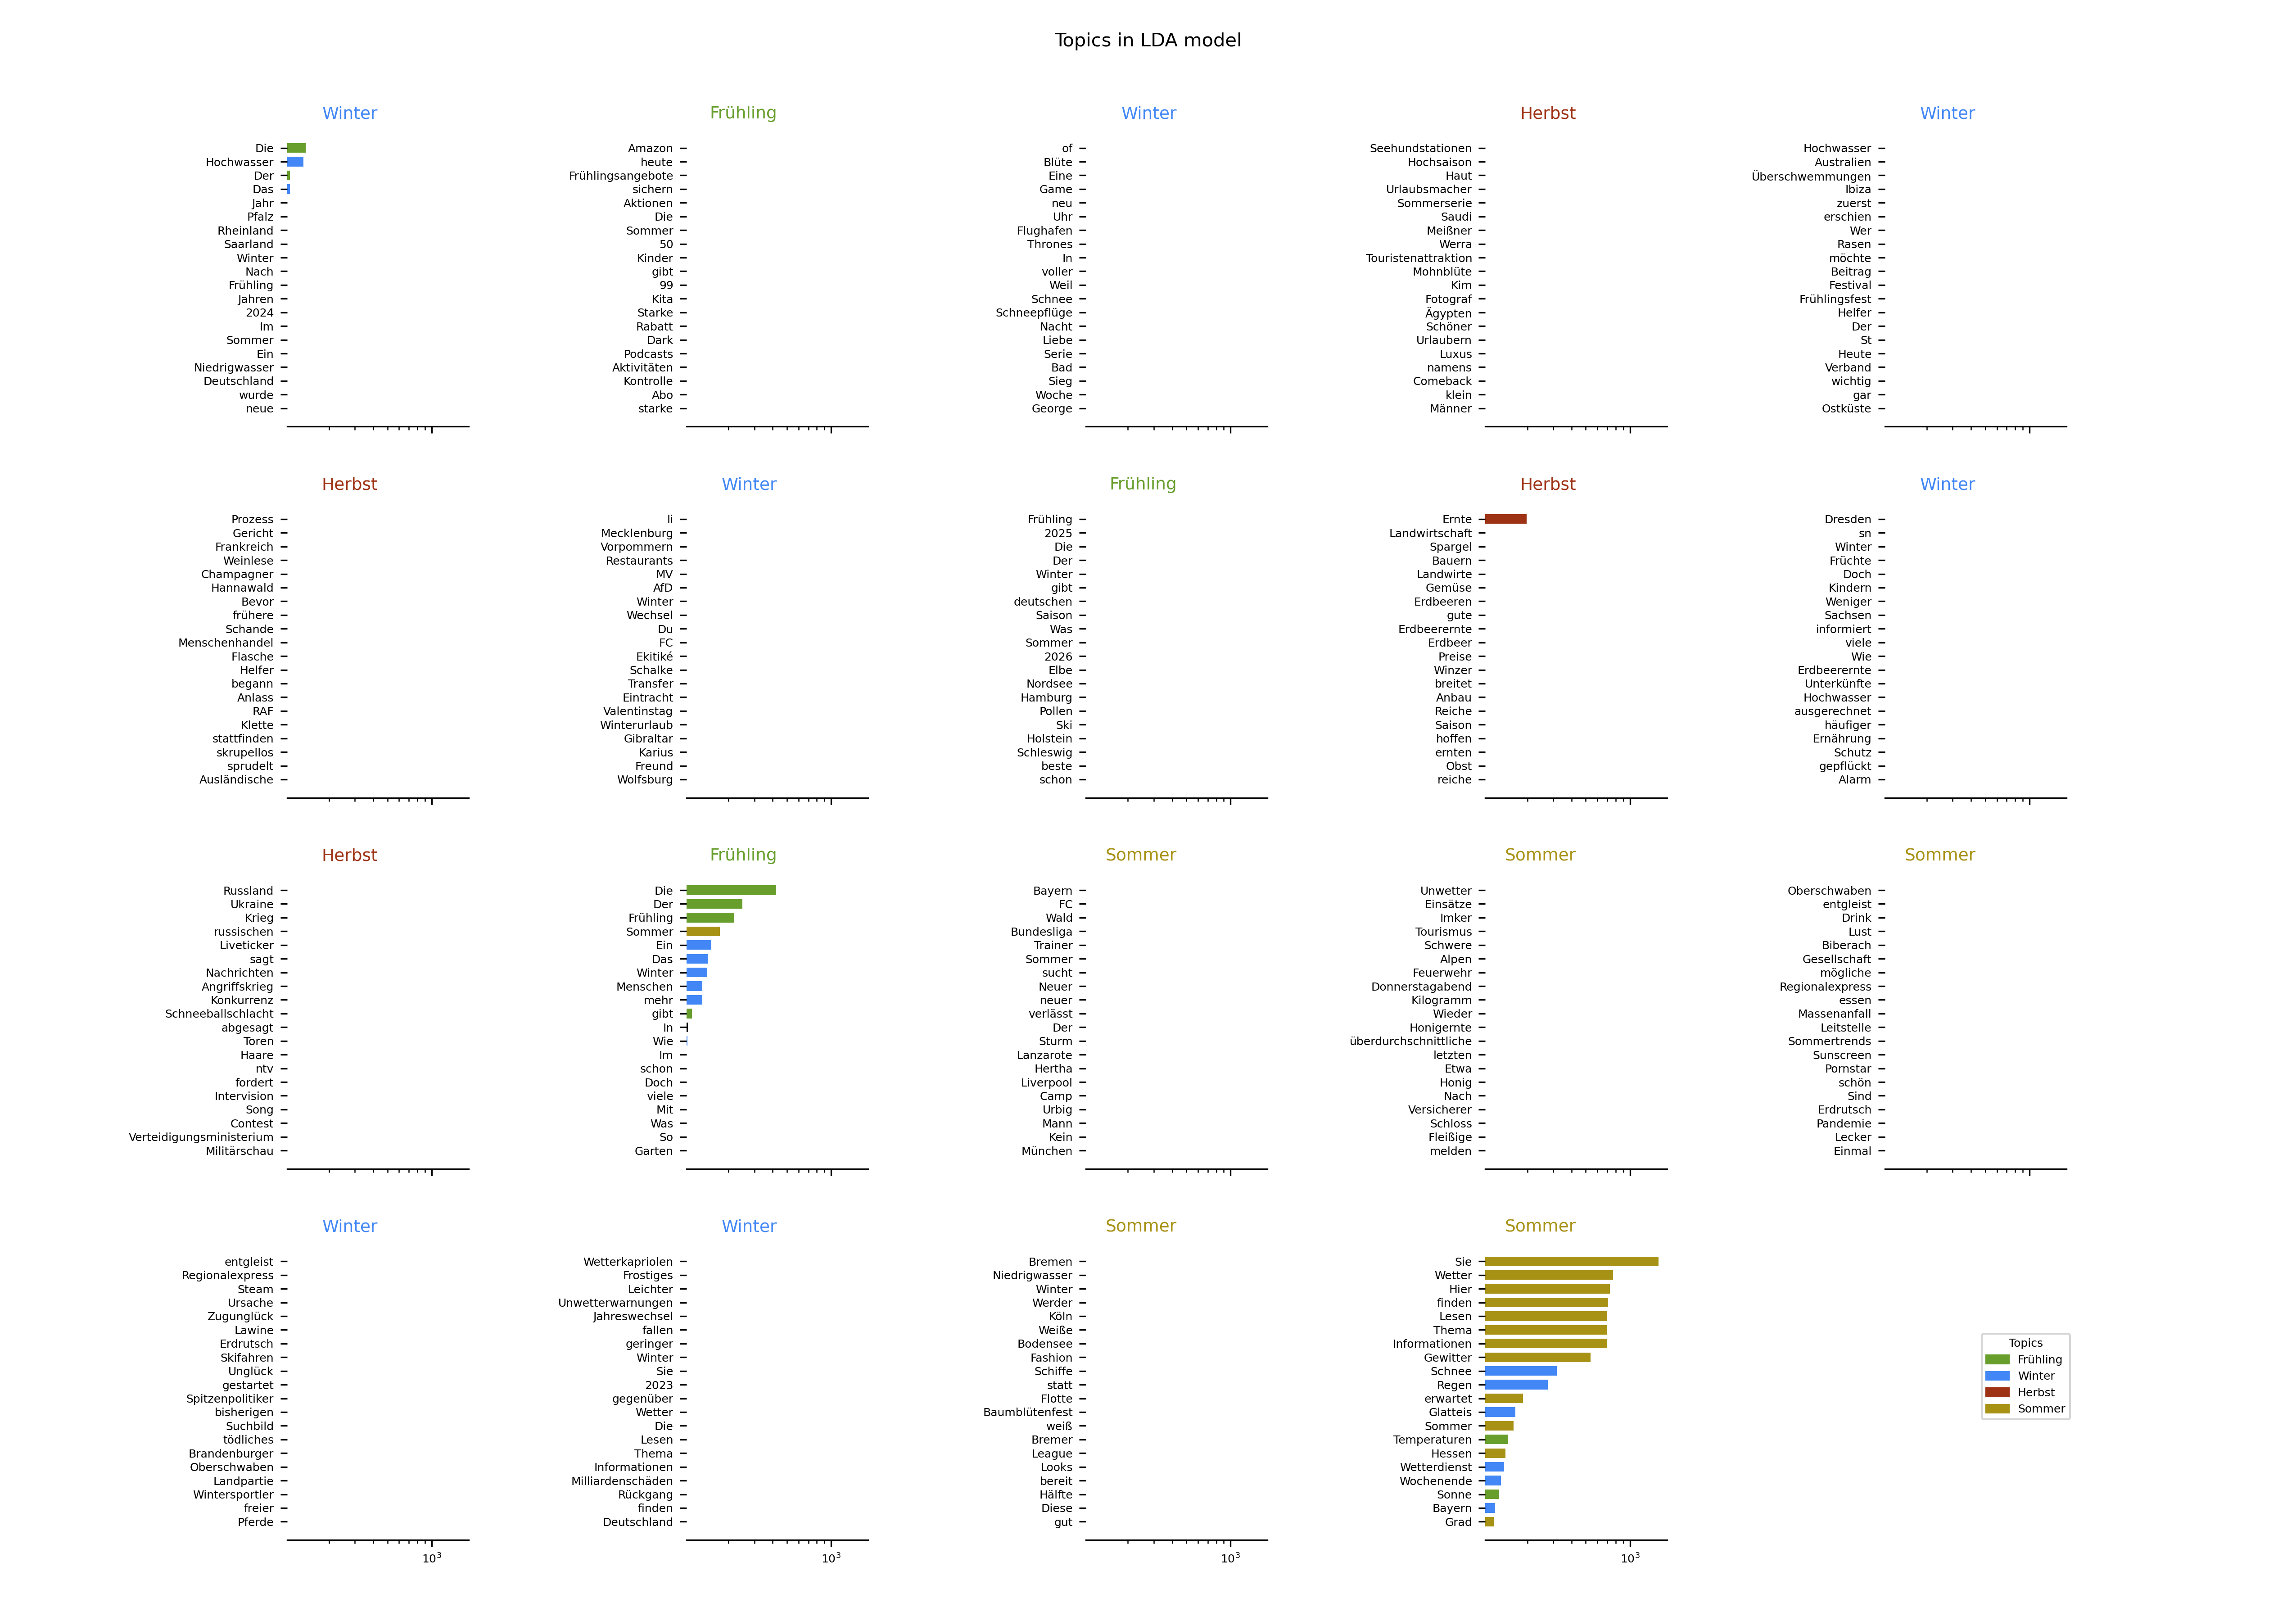 Topics in LDA model
Winter
Die
Hochwasser
Der
Das
Jahr
Pfalz
Rheinland
Saarland
Winter
Nach
Frühling
Jahren
2024
Im
Sommer
Ein
Niedrigwasser
Deutschland
wurde
neue
Frühling
Amazon
heute
Frühlingsangebote
sichern
Aktionen
Die
Sommer
50
Kinder
gibt
99
Kita
Starke
Rabatt
Dark
Podcasts
Aktivitäten
Kontrolle
Abo
starke
Winter
of
Blüte
Eine
Game
neu
Uhr
Flughafen
Thrones
In
voller
Weil
Schnee
Schneepflüge
Nacht
Liebe
Serie
Bad
Sieg
Woche
George
Herbst
Seehundstationen
Hochsaison
Haut
Urlaubsmacher
Sommerserie
Saudi
Meißner
Werra
Touristenattraktion
Mohnblüte
Kim
Fotograf
Ägypten
Schöner
Urlaubern
Luxus
namens
Comeback
klein
Männer
Winter
Hochwasser
Australien
Überschwemmungen
Ibiza
zuerst
erschien
Wer
Rasen
möchte
Beitrag
Festival
Frühlingsfest
Helfer
Der
St
Heute
Verband
wichtig
gar
Ostküste
Herbst
Prozess
Gericht
Frankreich
Weinlese
Champagner
Hannawald
Bevor
frühere
Schande
Menschenhandel
Flasche
Helfer
begann
Anlass
RAF
Klette
stattfinden
skrupellos
sprudelt
Ausländische
Winter
li
Mecklenburg
Vorpommern
Restaurants
MV
AfD
Winter
Wechsel
Du
FC
Ekitiké
Schalke
Transfer
Eintracht
Valentinstag
Winterurlaub
Gibraltar
Karius
Freund
Wolfsburg
Frühling
Frühling
2025
Die
Der
Winter
gibt
deutschen
Saison
Was
Sommer
2026
Elbe
Nordsee
Hamburg
Pollen
Ski
Holstein
Schleswig
beste
schon
Herbst
Ernte
Landwirtschaft
Spargel
Bauern
Landwirte
Gemüse
Erdbeeren
gute
Erdbeerernte
Erdbeer
Preise
Winzer
breitet
Anbau
Reiche
Saison
hoffen
ernten
Obst
reiche
Winter
Dresden
sn
Winter
Früchte
Doch
Kindern
Weniger
Sachsen
informiert
viele
Wie
Erdbeerernte
Unterkünfte
Hochwasser
ausgerechnet
häufiger
Ernährung
Schutz
gepflückt
Alarm
Herbst
Russland
Ukraine
Krieg
russischen
Liveticker
sagt
Nachrichten
Angriffskrieg
Konkurrenz
Schneeballschlacht
abgesagt
Toren
Haare
ntv
fordert
Intervision
Song
Contest
Verteidigungsministerium
Militärschau
Frühling
Die
Der
Frühling
Sommer
Ein
Das
Winter
Menschen
mehr
gibt
In
Wie
Im
schon
Doch
viele
Mit
Was
So
Garten
Sommer
Bayern
FC
Wald
Bundesliga
Trainer
Sommer
sucht
Neuer
neuer
verlässt
Der
Sturm
Lanzarote
Hertha
Liverpool
Camp
Urbig
Mann
Kein
München
Sommer
Unwetter
Einsätze
Imker
Tourismus
Schwere
Alpen
Feuerwehr
Donnerstagabend
Kilogramm
Wieder
Honigernte
überdurchschnittliche
letzten
Etwa
Honig
Nach
Versicherer
Schloss
Fleißige
melden
Sommer
Oberschwaben
entgleist
Drink
Lust
Biberach
Gesellschaft
mögliche
Regionalexpress
essen
Massenanfall
Leitstelle
Sommertrends
Sunscreen
Pornstar
schön
Sind
Erdrutsch
Pandemie
Lecker
Einmal
Winter
entgleist
Regionalexpress
Steam
Ursache
Zugunglück
Lawine
Erdrutsch
Skifahren
Unglück
gestartet
Spitzenpolitiker
bisherigen
Suchbild
tödliches
Brandenburger
Oberschwaben
Landpartie
Wintersportler
freier
Pferde
10³
Winter
Wetterkapriolen
Frostiges
Leichter
Unwetterwarnungen
Jahreswechsel
fallen
geringer
Winter
Sie
2023
gegenüber
Wetter
Die
Lesen
Thema
Informationen
Milliardenschäden
Rückgang
finden
Deutschland
10³
Sommer
Bremen
Niedrigwasser
Winter
Werder
Köln
Weiße
Bodensee
Fashion
Schiffe
statt
Flotte
Baumblütenfest
weiß
Bremer
League
Looks
bereit
Hälfte
Diese
gut
10³
Sommer
Sie
Wetter
Hier
finden
Lesen
Thema
Informationen
Gewitter
Schnee
Regen
erwartet
Glatteis
Sommer
Temperaturen
Hessen
Wetterdienst
Wochenende
Sonne
Bayern
Grad
10³
Topics
Frühling
Winter
Herbst
Sommer